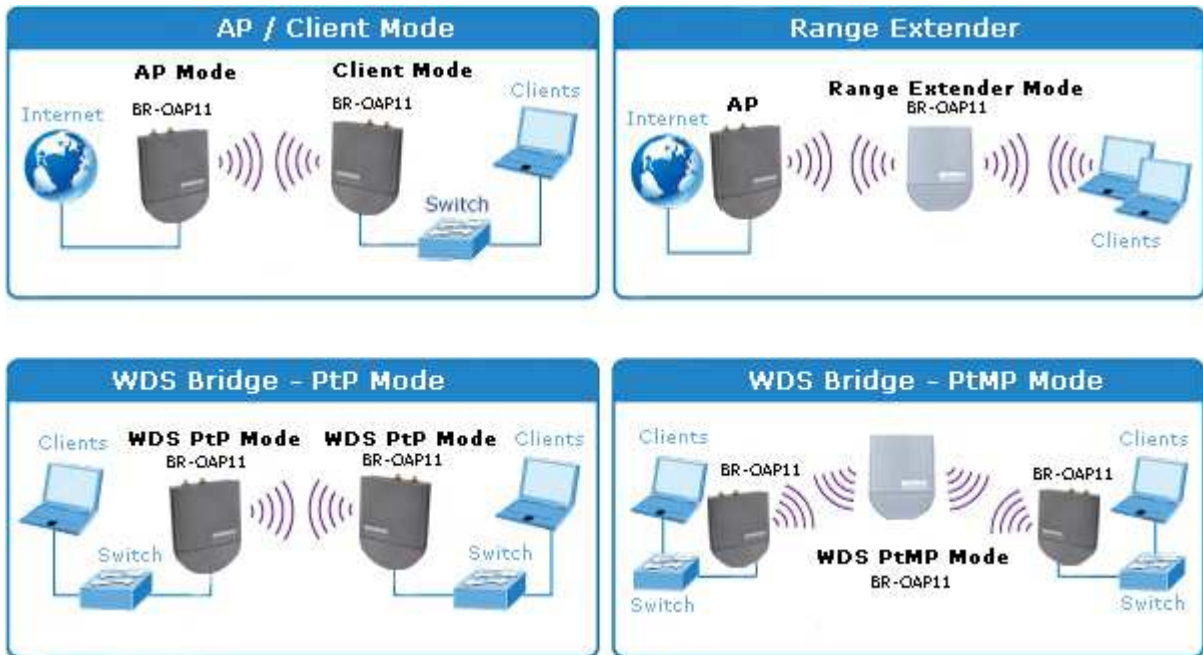 AP / Client Mode
AP Mode
BR-OAP11
Client Mode
BR-OAP11
Clients
Internet
Switch
Range Extender
Range Extender Mode
BR-OAP11
AP
Internet
Clients
WDS Bridge - PtP Mode
Clients
WDS PtP Mode
BR-OAP11
WDS PtP Mode
BR-OAP11
Clients
Switch
Switch
WDS Bridge - PtMP Mode
Clients
BR-OAP11
BR-OAP11
Clients
WDS PtMP Mode
BR-OAP11
Switch
Switch